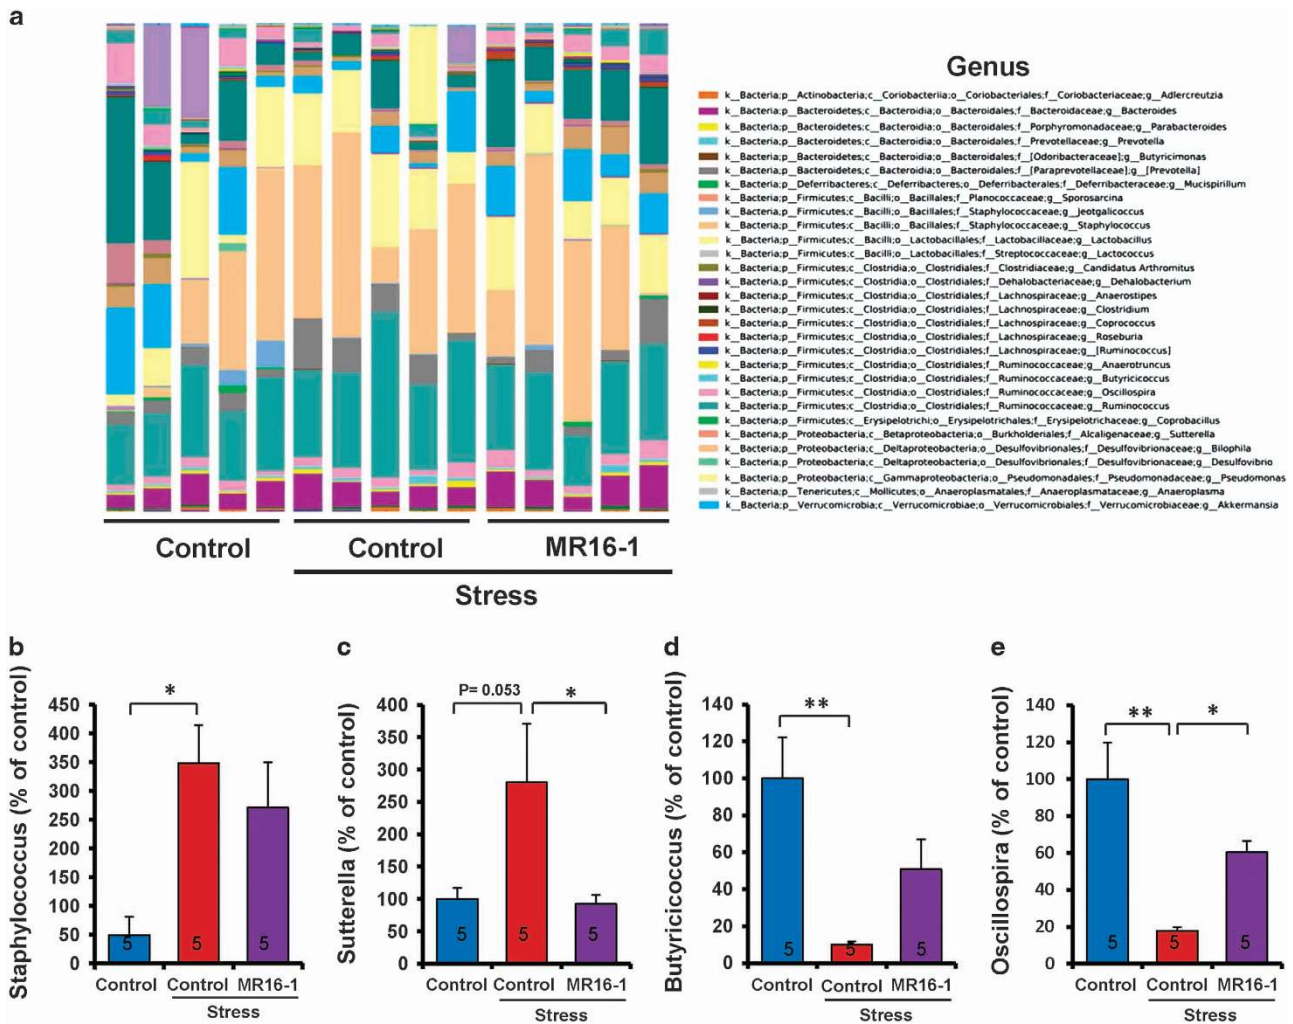 a
Genus
k__Bacteria;p__Actinobacteria;c__Coriobacteriia;o__Coriobacteriales;f__Coriobacteriaceae;g__Adlercreutzia
k__Bacteria;p__Bacteroidetes;c__Bacteroidia;o__Bacteroidales;f__Bacteroidaceae;g__Bacteroides
k__Bacteria;p__Bacteroidetes;c__Bacteroidia;o__Bacteroidales;f__Porphyromonadaceae;g__Parabacteroides
k__Bacteria;p__Bacteroidetes;c__Bacteroidia;o__Bacteroidales;f__Prevotellaceae;g__Prevotella
k__Bacteria;p__Bacteroidetes;c__Bacteroidia;o__Bacteroidales;f__[Odoribacteraceae];g__Butyricimonas
k__Bacteria;p__Bacteroidetes;c__Bacteroidia;o__Bacteroidales;f__[Paraprevotellaceae];g__[Prevotella]
k__Bacteria;p__Deferribacteres;c__Deferribacteres;o__Deferribacterales;f__Deferribacteraceae;g__Mucispirillum
k__Bacteria;p__Firmicutes;c__Bacilli;o__Bacillales;f__Planococcaceae;g__Sporosarcina
k__Bacteria;p__Firmicutes;c__Bacilli;o__Bacillales;f__Staphylococcaceae;g__Jeotgalicoccus
k__Bacteria;p__Firmicutes;c__Bacilli;o__Bacillales;f__Staphylococcaceae;g__Staphylococcus
k__Bacteria;p__Firmicutes;c__Bacilli;o__Lactobacillales;f__Lactobacillaceae;g__Lactobacillus
k__Bacteria;p__Firmicutes;c__Bacilli;o__Lactobacillales;f__Streptococcaceae;g__Lactococcus
k__Bacteria;p__Firmicutes;c__Clostridia;o__Clostridiales;f__Clostridiaceae;g__Candidatus Arthromitus
k__Bacteria;p__Firmicutes;c__Clostridia;o__Clostridiales;f__Dehalobacteriaceae;g__Dehalobacterium
k__Bacteria;p__Firmicutes;c__Clostridia;o__Clostridiales;f__Lachnospiraceae;g__Anaerostipes
k__Bacteria;p__Firmicutes;c__Clostridia;o__Clostridiales;f__Lachnospiraceae;g__Clostridium
k__Bacteria;p__Firmicutes;c__Clostridia;o__Clostridiales;f__Lachnospiraceae;g__Coprococcus
k__Bacteria;p__Firmicutes;c__Clostridia;o__Clostridiales;f__Lachnospiraceae;g__Roseburia
k__Bacteria;p__Firmicutes;c__Clostridia;o__Clostridiales;f__Lachnospiraceae;g__[Ruminococcus]
k__Bacteria;p__Firmicutes;c__Clostridia;o__Clostridiales;f__Ruminococcaceae;g__Anaerotruncus
k__Bacteria;p__Firmicutes;c__Clostridia;o__Clostridiales;f__Ruminococcaceae;g__Butyricicoccus
k__Bacteria;p__Firmicutes;c__Clostridia;o__Clostridiales;f__Ruminococcaceae;g__Oscillospira
k__Bacteria;p__Firmicutes;c__Clostridia;o__Clostridiales;f__Ruminococcaceae;g__Ruminococcus
k__Bacteria;p__Firmicutes;c__Erysipelotrichi;o__Erysipelotrichales;f__Erysipelotrichaceae;g__Coprobacillus
k__Bacteria;p__Proteobacteria;c__Betaproteobacteria;o__Burkholderiales;f__Alcaligenaceae;g__Sutterella
k__Bacteria;p__Proteobacteria;c__Deltaproteobacteria;o__Desulfovibrionales;f__Desulfovibrionaceae;g__Bilophila
k__Bacteria;p__Proteobacteria;c__Deltaproteobacteria;o__Desulfovibrionales;f__Desulfovibrionaceae;g__Desulfovibrio
k__Bacteria;p__Proteobacteria;c__Gammaproteobacteria;o__Pseudomonadales;f__Pseudomonadaceae;g__Pseudomonas
k__Bacteria;p__Tenericutes;c__Mollicutes;o__Anaeroplasmatales;f__Anaeroplasmataceae;g__Anaeroplasma
k__Bacteria;p__Verrucomicrobia;c__Verrucomicrobiae;o__Verrucomicrobiales;f__Verrucomicrobiaceae;g__Akkermansia
Control Control MR16-1
Stress
b
Staphylococcus (% of control)
450
400
350
300
250
200
150
100
50
0
*
5 5 5
Control Control MR16-1
Stress
c
Sutterella (% of control)
400
350
300
250
200
150
100
50
0
P= 0.053 *
5 5 5
Control Control MR16-1
Stress
d
Butyricicoccus (% of control)
140
120
100
80
60
40
20
0
**
5 5 5
Control Control MR16-1
Stress
e
Oscillospira (% of control)
140
120
100
80
60
40
20
0
** *
5 5 5
Control Control MR16-1
Stress